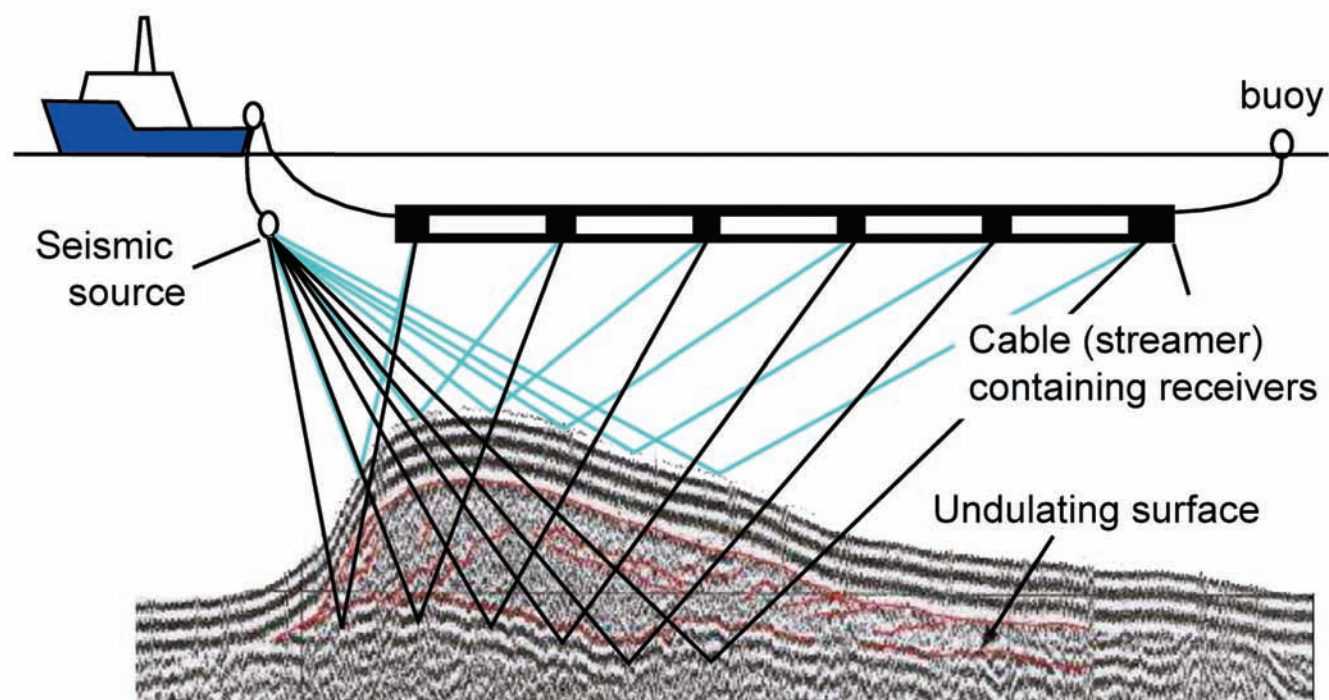 buoy
Seismic
source
Cable (streamer)
containing receivers
Undulating surface